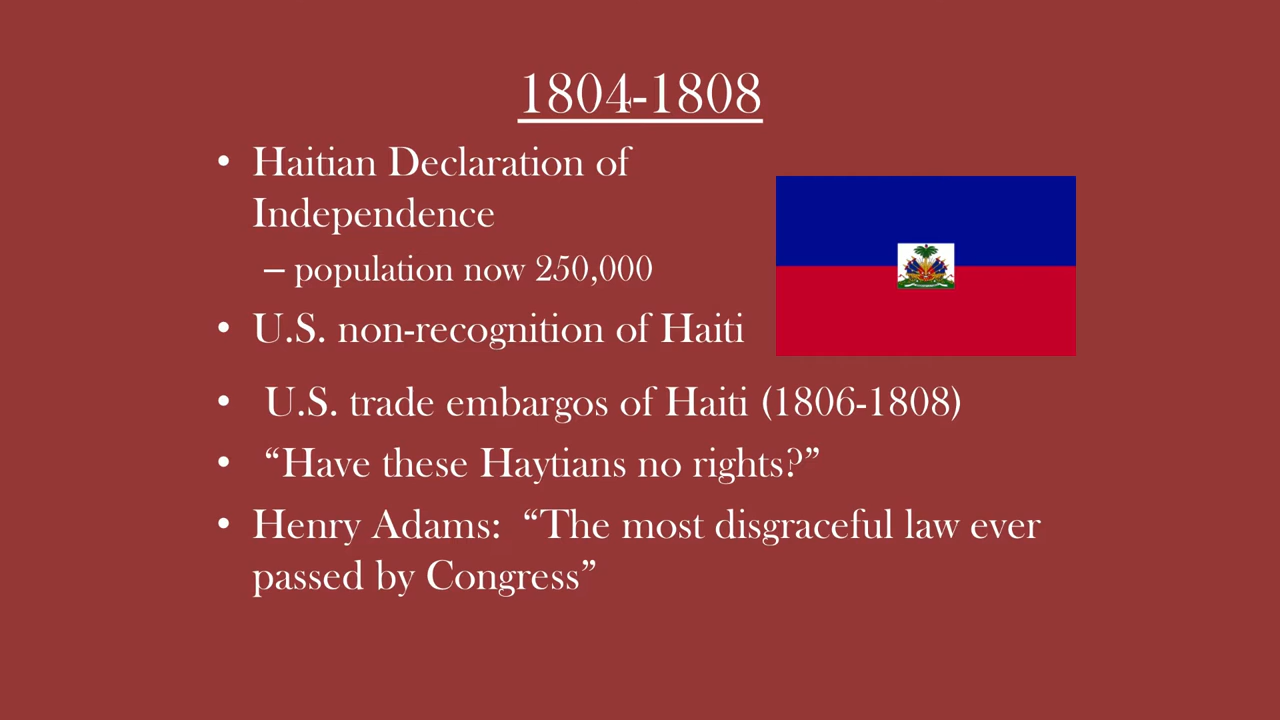 1804-1808
• Haitian Declaration of
Independence
– population now 250,000
• U.S. non-recognition of Haiti
• U.S. trade embargos of Haiti (1806-1808)
• “Have these Haytians no rights?”
• Henry Adams: “The most disgraceful law ever
passed by Congress”